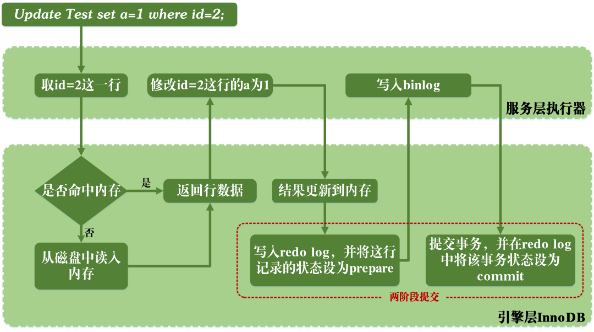 Update Test set a=1 where id=2;
取id=2这一行
修改id=2这行的a为1
写入binlog
服务层执行器
是否命中内存
是
返回行数据
结果更新到内存
否
从磁盘中读入
内存
写入redo log，并将这行
记录的状态设为prepare
提交事务，并在redo log
中将该事务状态设为
commit
两阶段提交
引擎层InnoDB